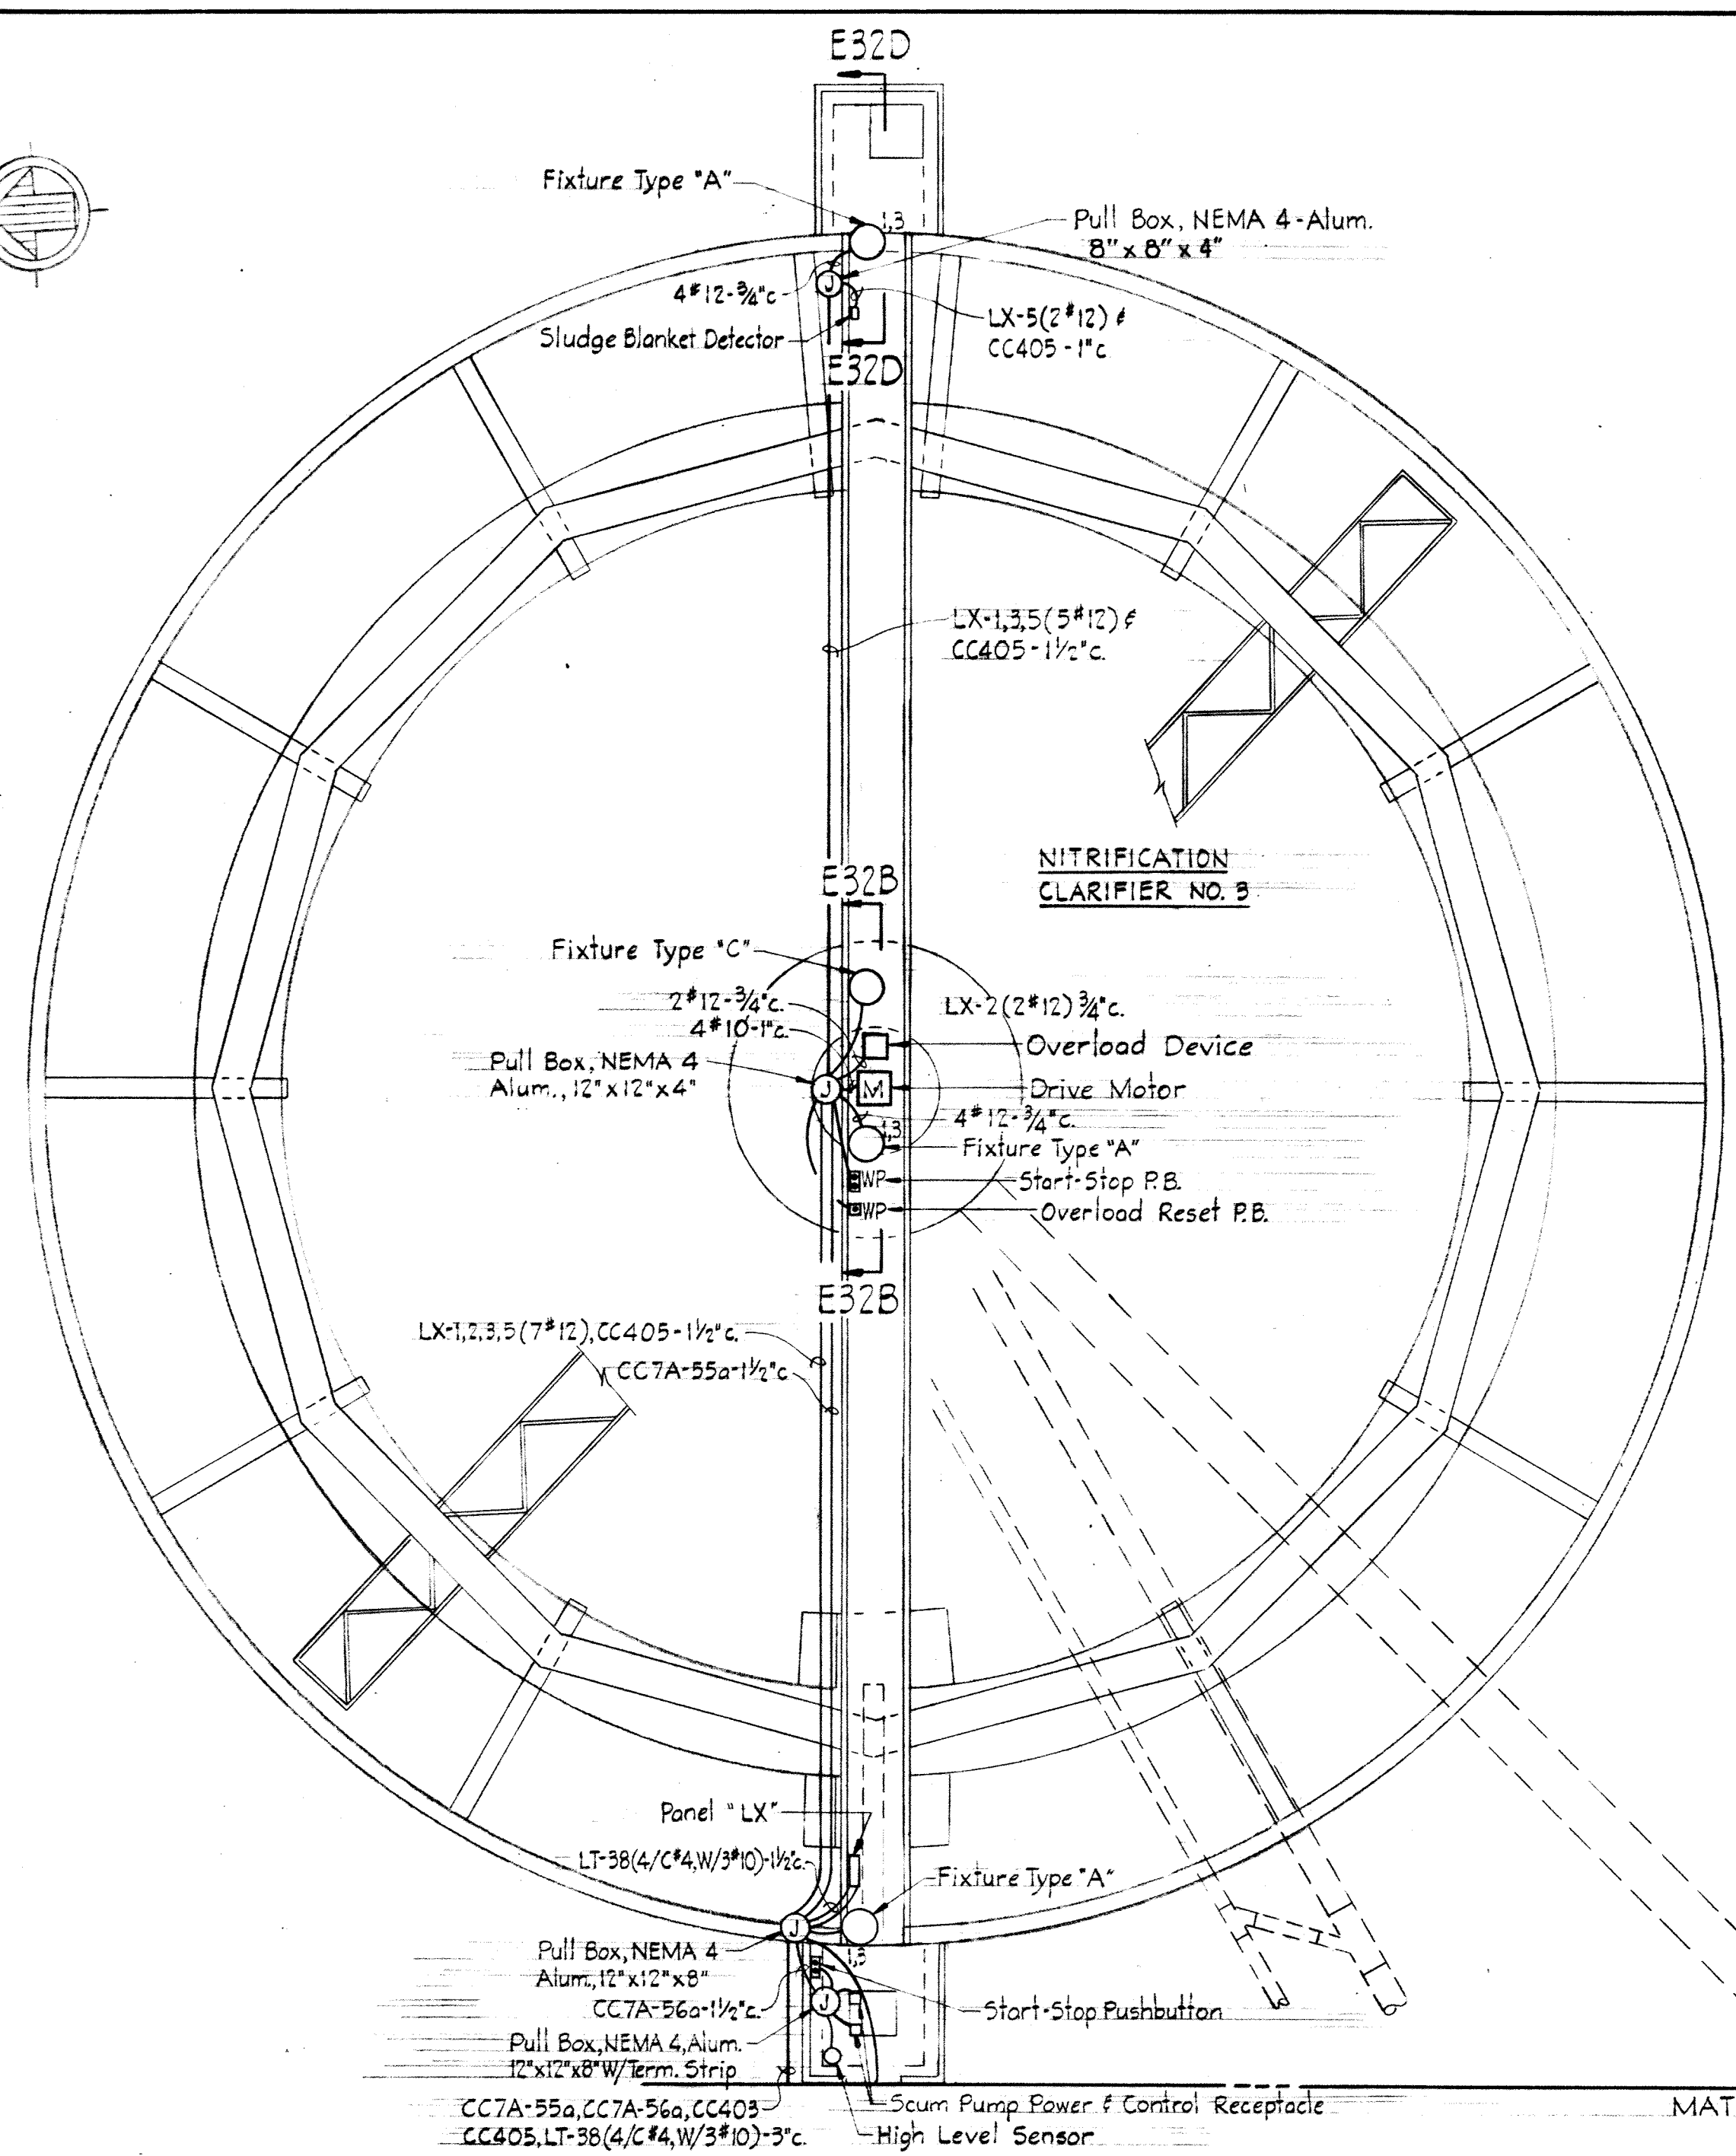 E32D
Fixture Type "A"
1,3
Pull Box, NEMA 4-Alum.
8" x 8" x 4"
4#12-3/4"c
J
LX-5(2#12) &
CC405-1"c
Sludge Blanket Detector
E32D
LX-1,3,5(5#12) &
CC405-1½"c.
NITRIFICATION
CLARIFIER NO. 3
E32B
Fixture Type "C"
2#12-3/4"c.
LX-2(2#12)3/4"c.
4#10-1"c.
Overload Device
Pull Box, NEMA 4
Alum., 12"x12"x4"
J
M
Drive Motor
4#12-3/4"c.
1,3
Fixture Type "A"
WP
Start-Stop P.B.
WP
Overload Reset P.B.
E32B
LX-1,2,3,5(7#12),CC405-1½"c.
CC7A-55a-1½"c
Panel "LX"
LT-38(4/C#4,W/3#10)-1½"c.
Fixture Type "A"
J
Pull Box, NEMA 4
Alum., 12"x12"x8"
1,3
CC7A-56a-1½"c.
J
Start-Stop Pushbutton
Pull Box, NEMA 4, Alum.
12"x12"x8" W/Term. Strip
CC7A-55a,CC7A-56a,CC403
CC405,LT-38(4/C#4,W/3#10)-3"c.
Scum Pump Power & Control Receptacle
High Level Sensor
MAT